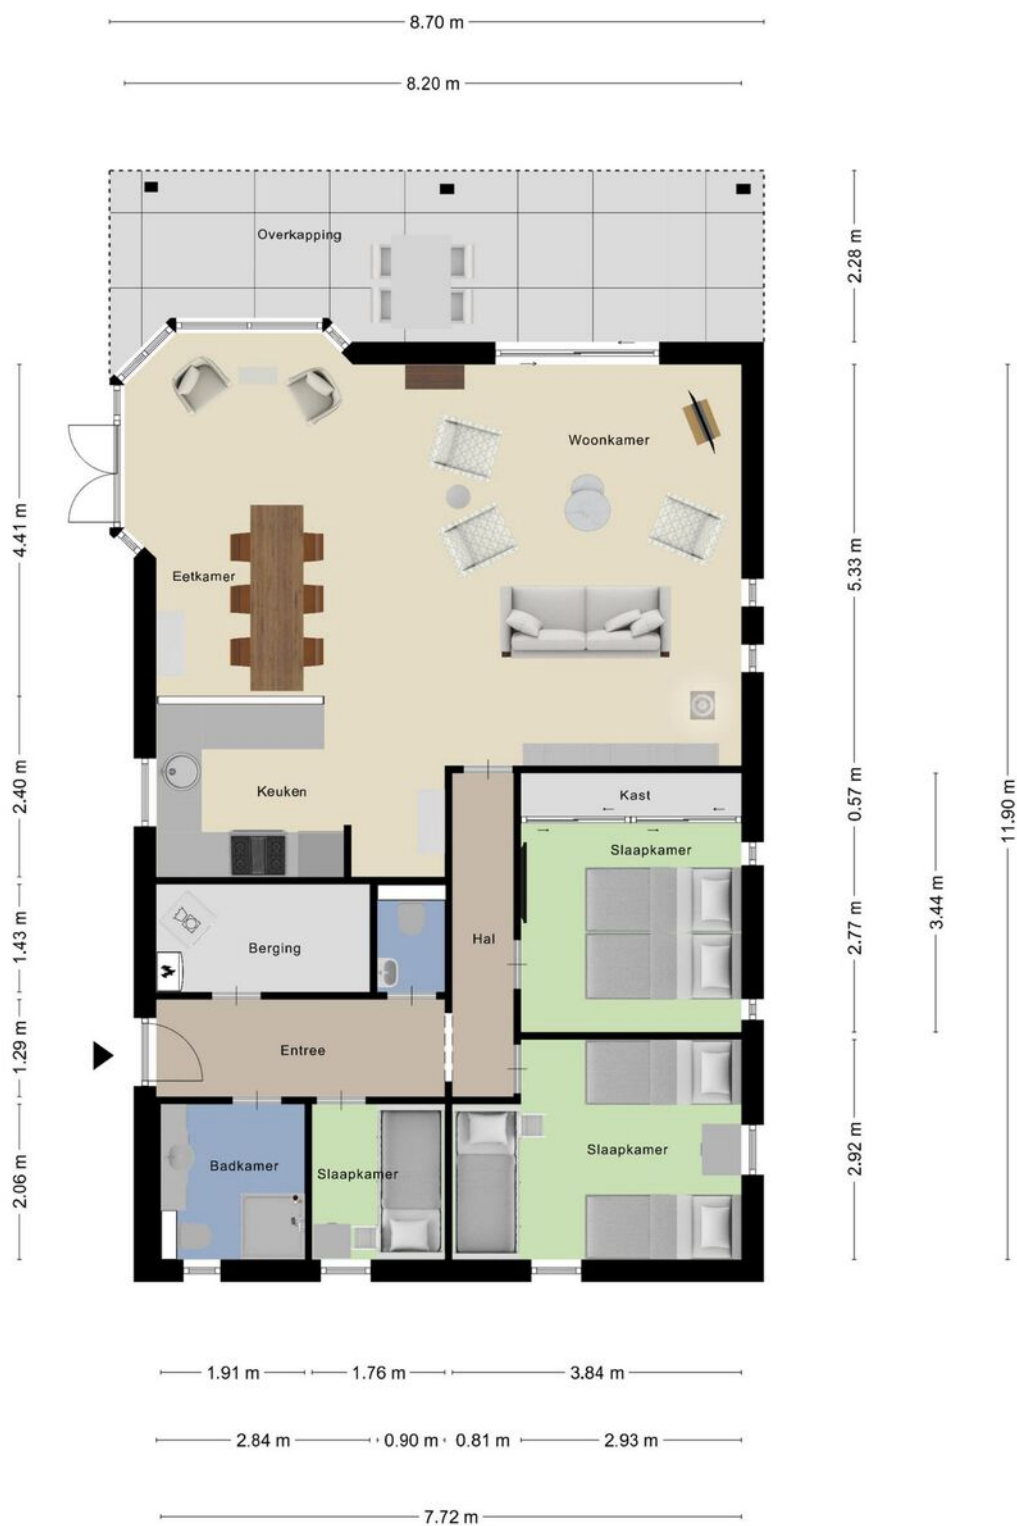 8.70 m
8.20 m
Overkapping
2.28 m
Woonkamer
4.41 m
5.33 m
Eetkamer
2.40 m
Keuken
Kast
0.57 m
11.90 m
Slaapkamer
3.44 m
1.43 m
Berging
Hal
2.77 m
1.29 m
Entree
2.06 m
Badkamer
Slaapkamer
Slaapkamer
2.92 m
1.91 m
1.76 m
3.84 m
2.84 m
0.90 m
0.81 m
2.93 m
7.72 m